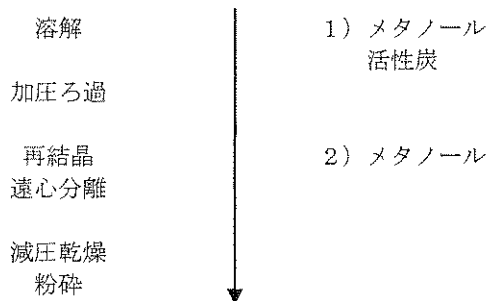 溶解
1) メタノール
活性炭
加圧ろ過
再結晶
2) メタノール
遠心分離
減圧乾燥
粉砕